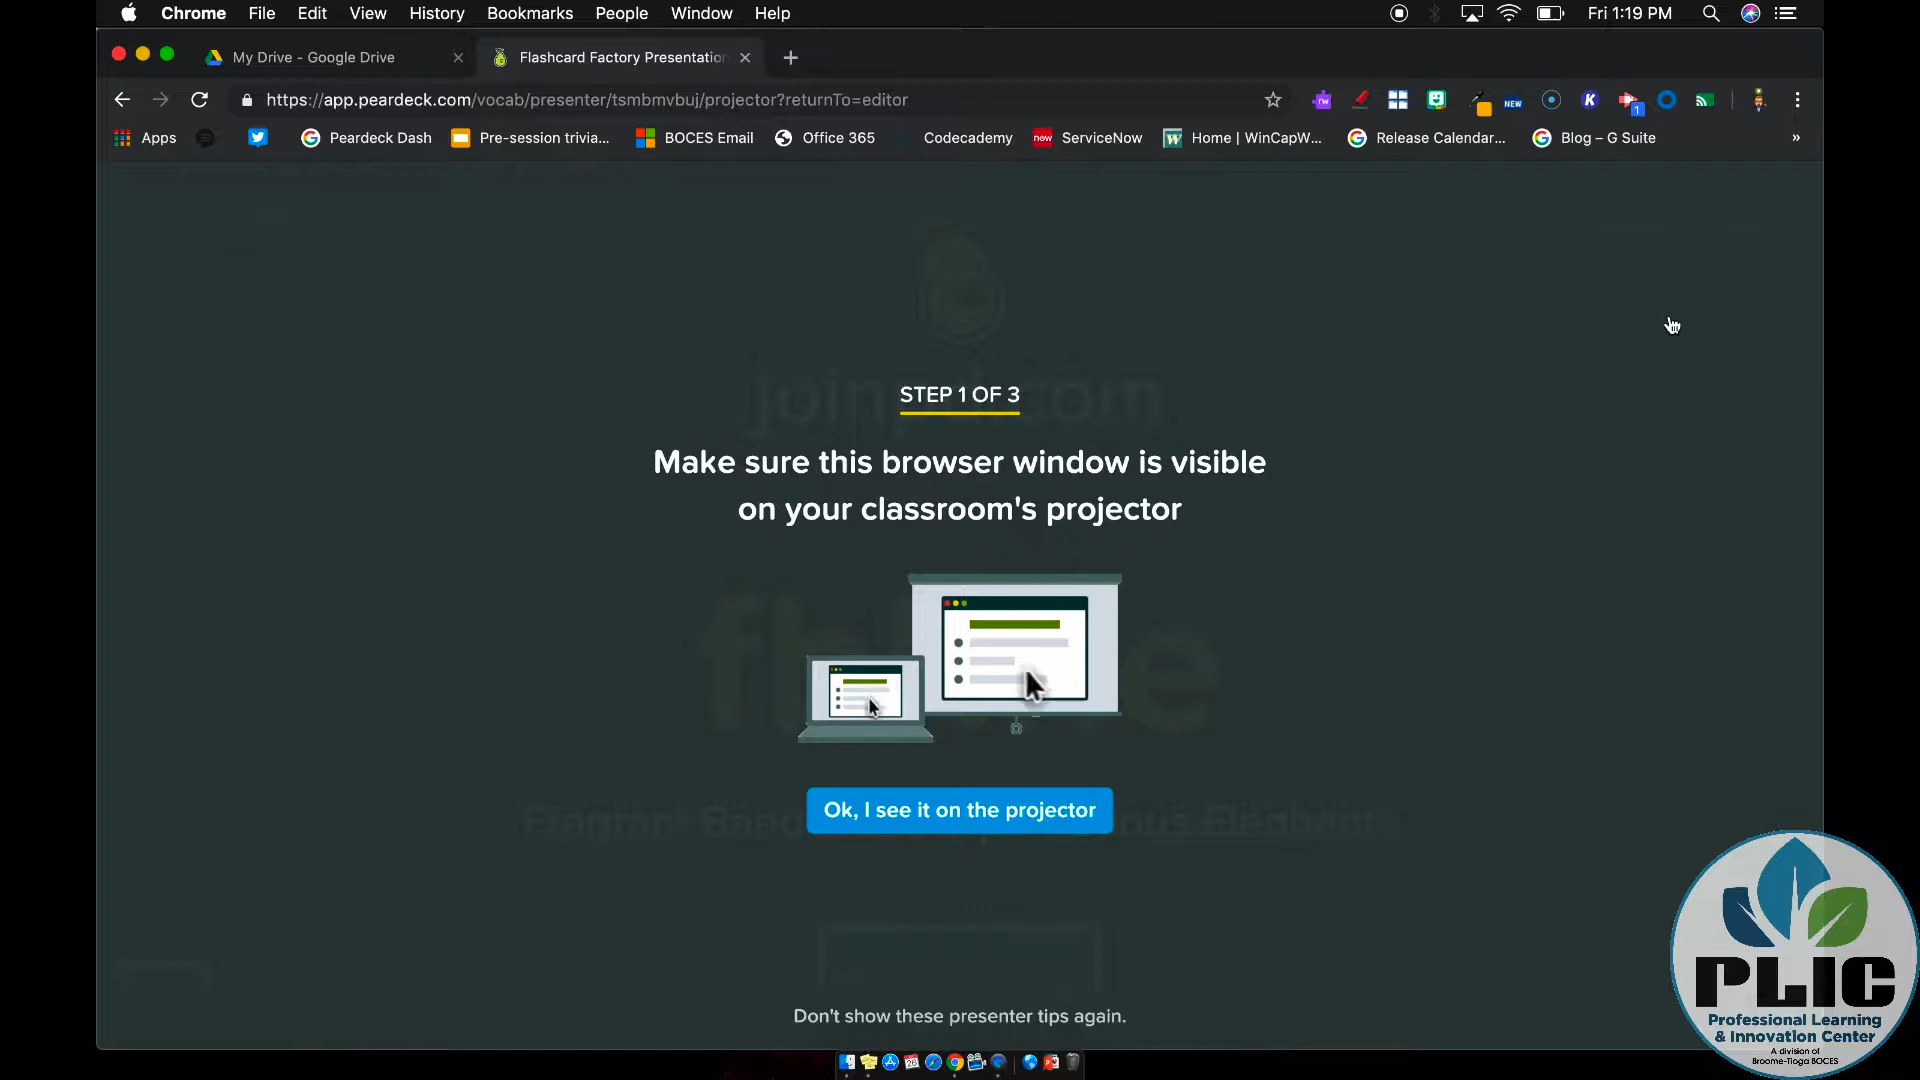 Chrome File Edit View History Bookmarks People Window Help Fri 1:19 PM
My Drive - Google Drive Flashcard Factory Presentation
https://app.peardeck.com/vocab/presenter/tsmbmvbuj/projector?returnTo=editor
NEW
1
Apps Peardeck Dash Pre-session trivia... BOCES Email Office 365 Codecademy ServiceNow Home | WinCapW... Release Calendar... Blog – G Suite »
STEP 1 OF 3
Make sure this browser window is visible
on your classroom's projector
Ok, I see it on the projector
Don't show these presenter tips again.
PLIC
Professional Learning
& Innovation Center
A division of
Broome-Tioga BOCES